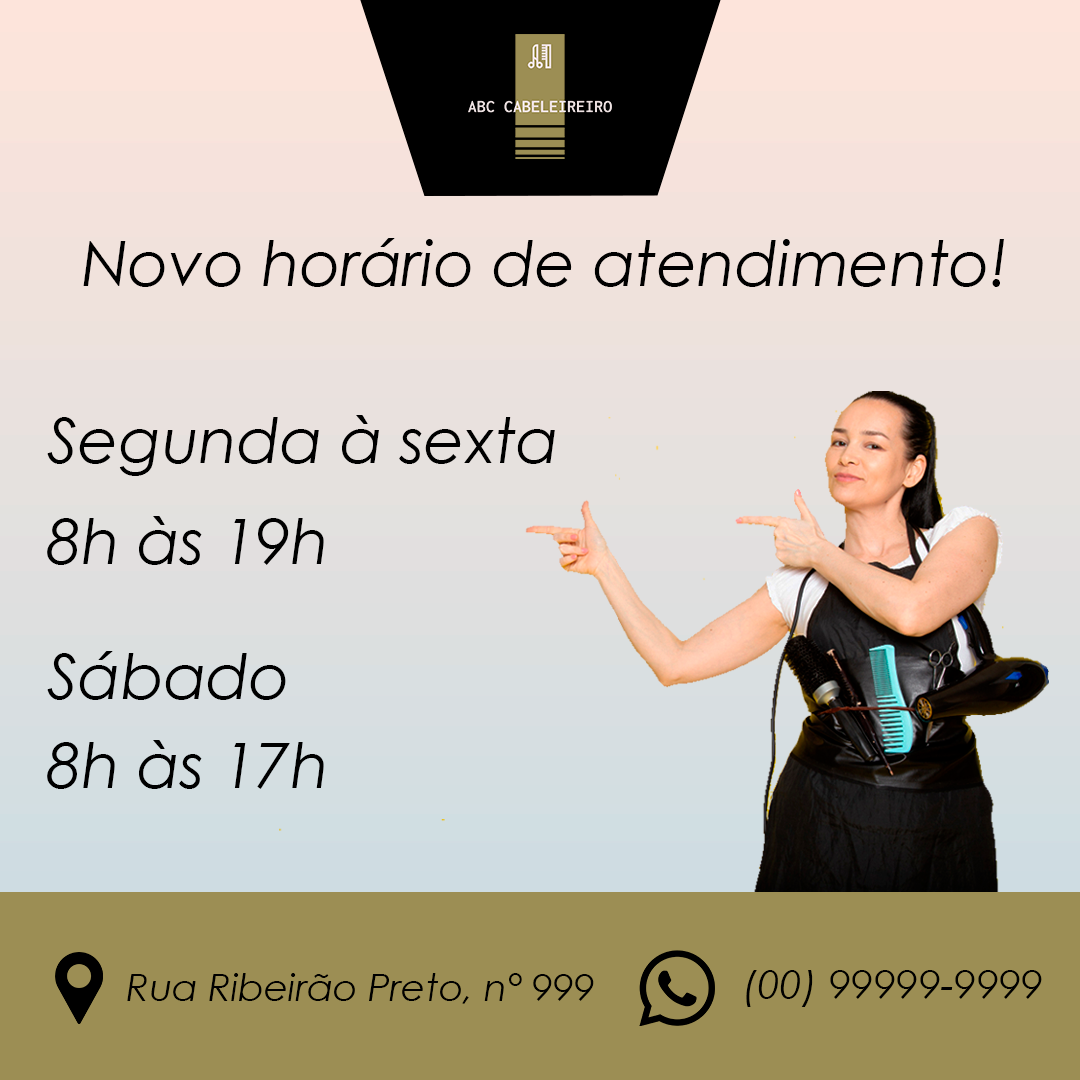 ABC CABELEIREIRO
Novo horário de atendimento!
Segunda à sexta
8h às 19h
Sábado
8h às 17h
Rua Ribeirão Preto, n° 999
(00) 99999-9999